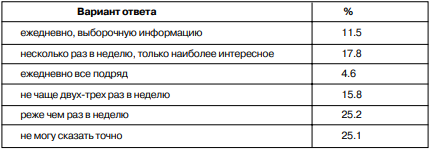 Вариант ответа %
ежедневно, выборочную информацию 11.5
несколько раз в неделю, только наиболее интересное 17.8
ежедневно все подряд 4.6
не чаще двух-трех раз в неделю 15.8
реже чем раз в неделю 25.2
не могу сказать точно 25.1